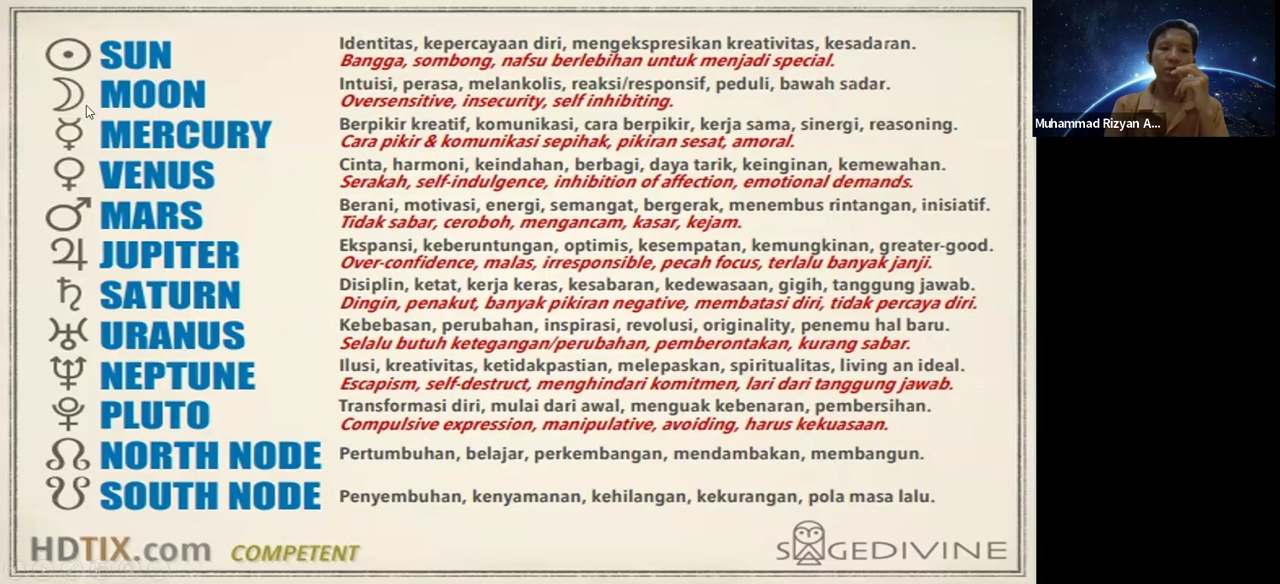 SUN
Identitas, kepercayaan diri, mengekspresikan kreativitas, kesadaran.
Bangga, sombong, nafsu berlebihan untuk menjadi special.
MOON
Intuisi, perasa, melankolis, reaksi/responsif, peduli, bawah sadar.
Oversensitive, insecurity, self inhibiting.
MERCURY
Berpikir kreatif, komunikasi, cara berpikir, kerja sama, sinergi, reasoning.
Cara pikir & komunikasi sepihak, pikiran sesat, amoral.
VENUS
Cinta, harmoni, keindahan, berbagi, daya tarik, keinginan, kemewahan.
Serakah, self-indulgence, inhibition of affection, emotional demands.
MARS
Berani, motivasi, energi, semangat, bergerak, menembus rintangan, inisiatif.
Tidak sabar, ceroboh, mengancam, kasar, kejam.
JUPITER
Ekspansi, keberuntungan, optimis, kesempatan, kemungkinan, greater-good.
Over-confidence, malas, irresponsible, pecah focus, terlalu banyak janji.
SATURN
Disiplin, ketat, kerja keras, kesabaran, kedewasaan, gigih, tanggung jawab.
Dingin, penakut, banyak pikiran negative, membatasi diri, tidak percaya diri.
URANUS
Kebebasan, perubahan, inspirasi, revolusi, originality, penemu hal baru.
Selalu butuh ketegangan/perubahan, pemberontakan, kurang sabar.
NEPTUNE
Ilusi, kreativitas, ketidakpastian, melepaskan, spiritualitas, living an ideal.
Escapism, self-destruct, menghindari komitmen, lari dari tanggung jawab.
PLUTO
Transformasi diri, mulai dari awal, menguak kebenaran, pembersihan.
Compulsive expression, manipulative, avoiding, harus kekuasaan.
NORTH NODE
Pertumbuhan, belajar, perkembangan, mendambakan, membangun.
SOUTH NODE
Penyembuhan, kenyamanan, kehilangan, kekurangan, pola masa lalu.
HDTIX.com COMPETENT
SAGEDIVINE
Muhammad Rizyan A...